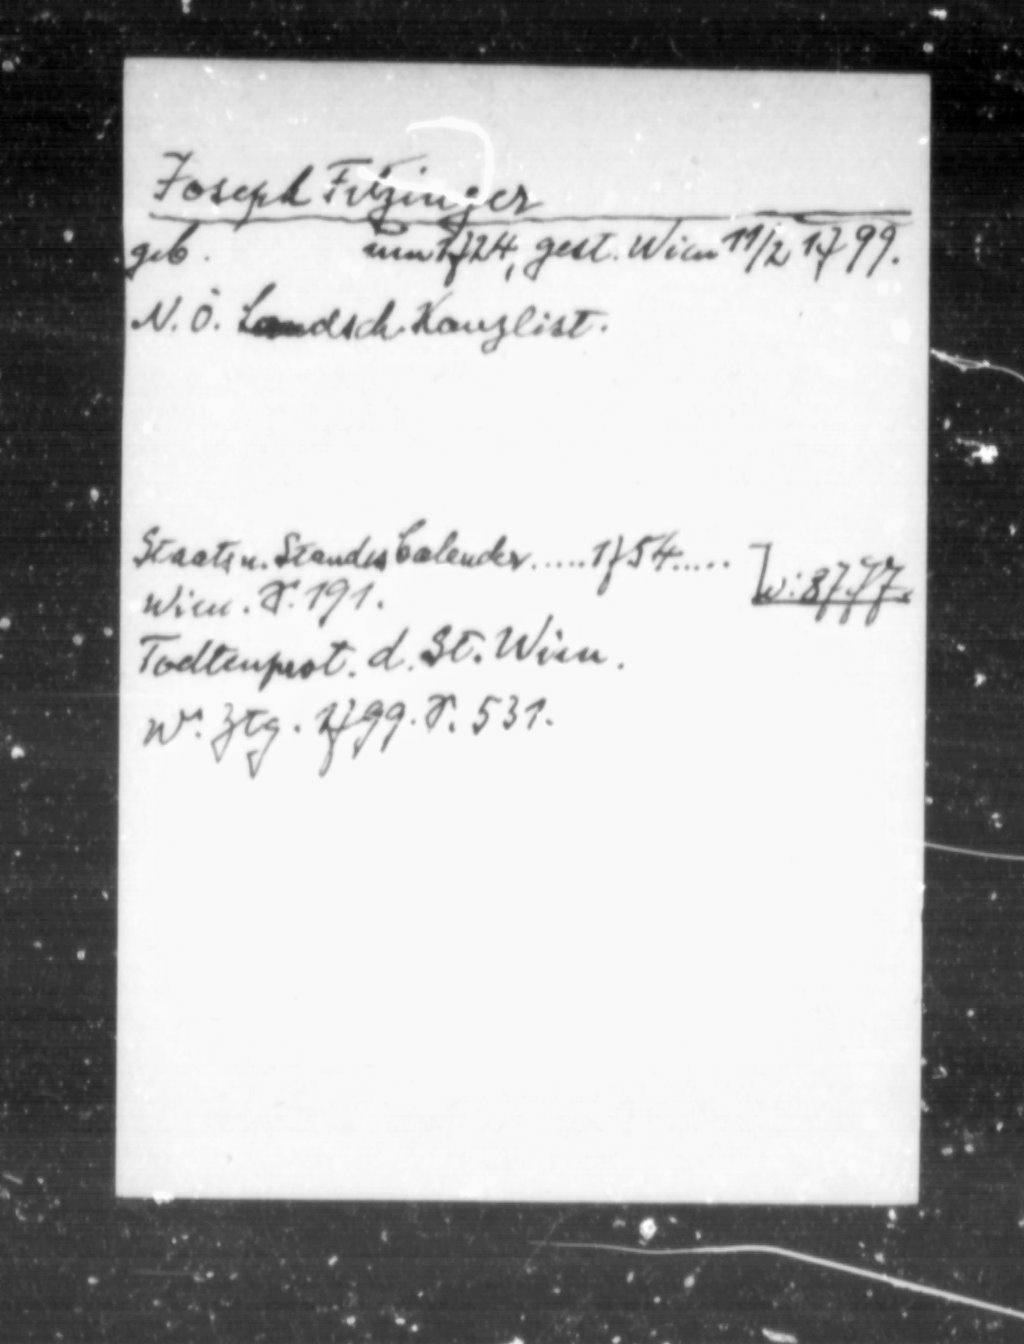 Joseph Fitzinger
geb. um 1724, gest. Wien 11/2 1799.
N. Ö. Landsch. Kanzlist.
Staats u. Standes Calender.....1754.....
Wien. S. 191.
W: 8777.
Todtenprot. d. St. Wien.
Wr. Ztg. 1799. S. 531.